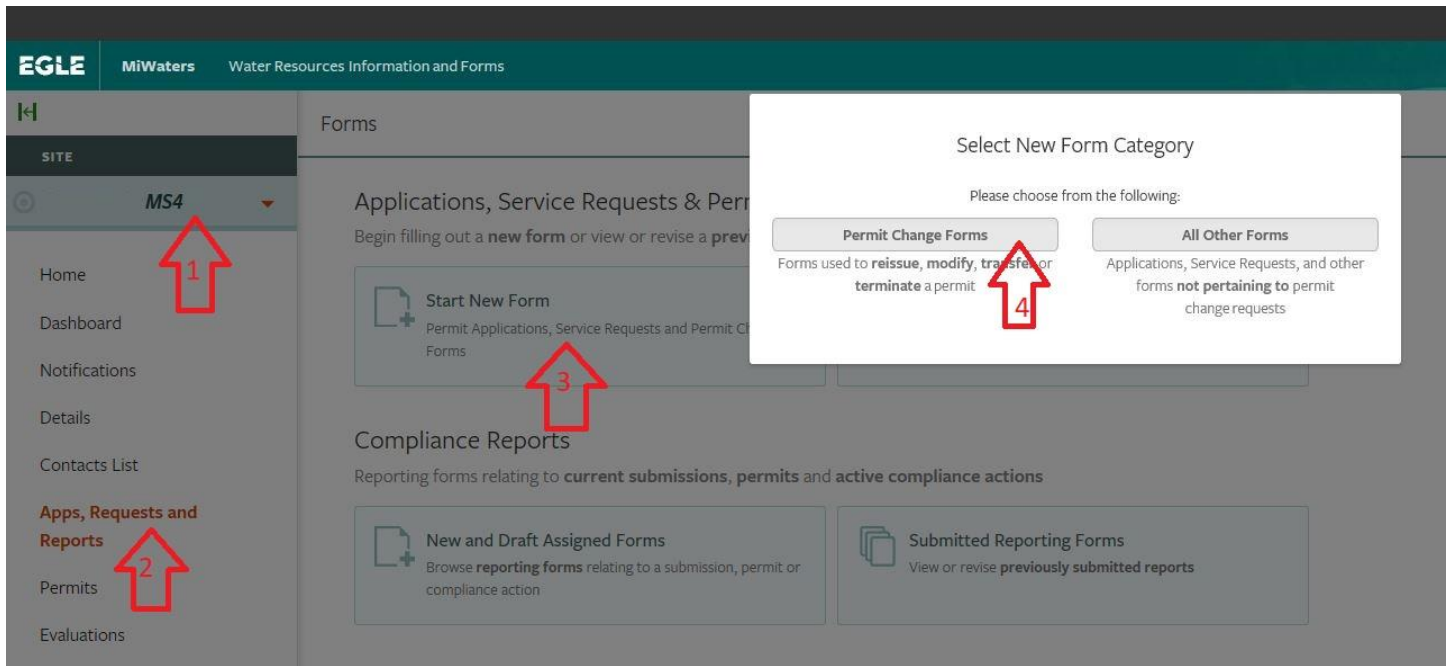 EGLE MiWaters Water Resources Information and Forms
SITE
MS4
1
Home
Dashboard
Notifications
Details
Contacts List
Apps, Requests and
Reports
2
Permits
Evaluations
Forms
Applications, Service Requests & Per
Begin filling out a new form or view or revise a prev
Start New Form
Permit Applications, Service Requests and Permit Ch
Forms
3
Compliance Reports
Reporting forms relating to current submissions, permits and active compliance actions
New and Draft Assigned Forms
Browse reporting forms relating to a submission, permit or
compliance action
Submitted Reporting Forms
View or revise previously submitted reports
Select New Form Category
Please choose from the following:
Permit Change Forms
Forms used to reissue, modify, transfer or
terminate a permit
4
All Other Forms
Applications, Service Requests, and other
forms not pertaining to permit
change requests